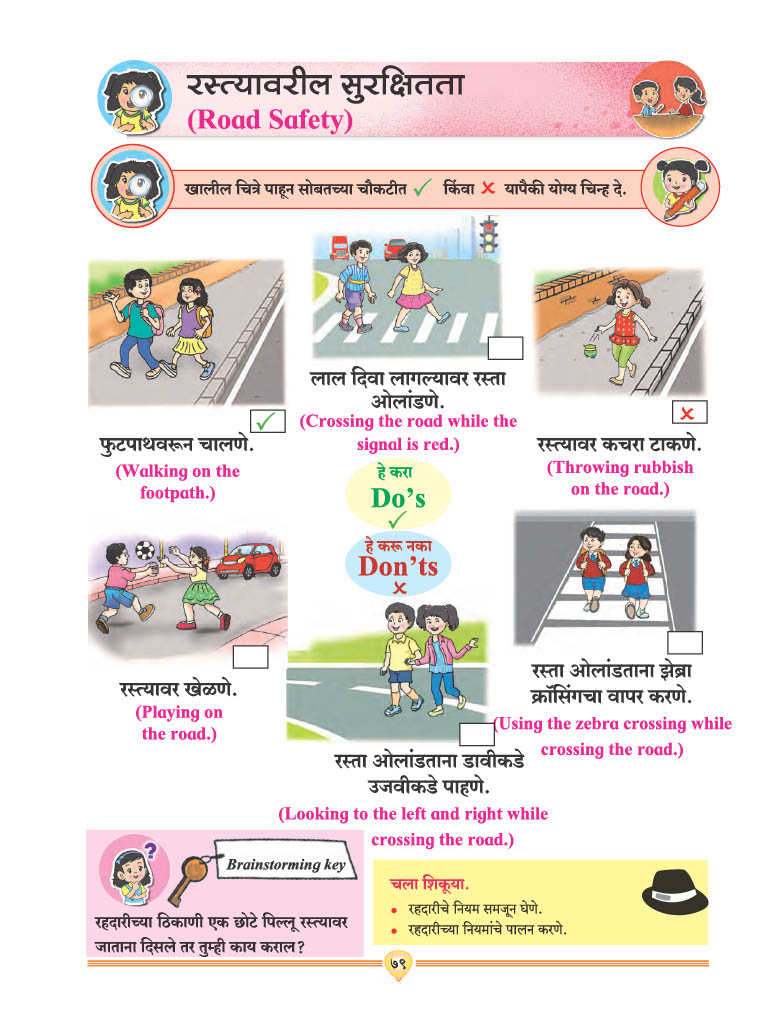 रस्त्यावरील सुरक्षितता
(Road Safety)
खालील चित्रे पाहून सोबतच्या चौकटीत ✓ किंवा ✗ यापैकी योग्य चिन्ह दे.
फुटपाथवरून चालणे.
(Walking on the
footpath.)
लाल दिवा लागल्यावर रस्ता
ओलांडणे.
(Crossing the road while the
signal is red.)
रस्त्यावर कचरा टाकणे.
(Throwing rubbish
on the road.)
हे करा
Do's
✓
हे करू नका
Don'ts
✗
रस्त्यावर खेळणे.
(Playing on
the road.)
रस्ता ओलांडताना डावीकडे
उजवीकडे पाहणे.
(Looking to the left and right while
crossing the road.)
रस्ता ओलांडताना झेब्रा
क्रॉसिंगचा वापर करणे.
(Using the zebra crossing while
crossing the road.)
Brainstorming key
रहदारीच्या ठिकाणी एक छोटे पिल्लू रस्त्यावर
जाताना दिसले तर तुम्ही काय कराल?
चला शिकूया.
• रहदारीचे नियम समजून घेणे.
• रहदारीच्या नियमांचे पालन करणे.
७९